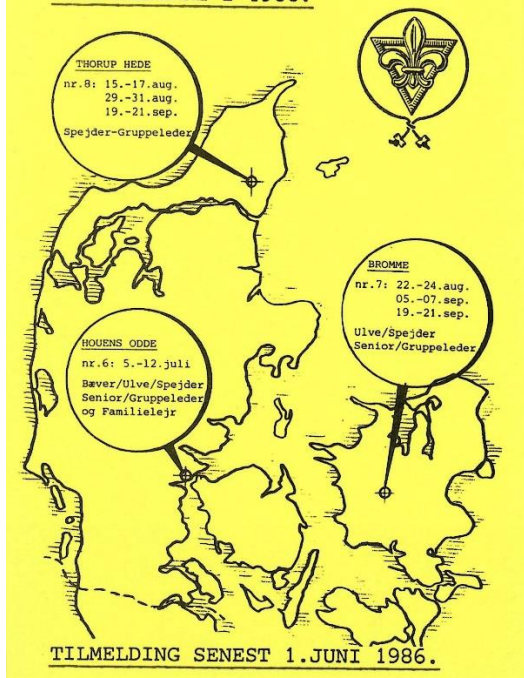 1986.
THORUP HEDE
nr.8: 15.-17.aug.
29.-31.aug.
19.-21.sep.
Spejder-Gruppeleder
BROMME
nr.7: 22.-24.aug.
05.-07.sep.
19.-21.sep.
Ulve/Spejder
Senior/Gruppeleder
HOUENS ODDE
nr.6: 5.-12.juli
Bæver/Ulve/Spejder
Senior/Gruppeleder
og Familielejr
TILMELDING SENEST 1.JUNI 1986.